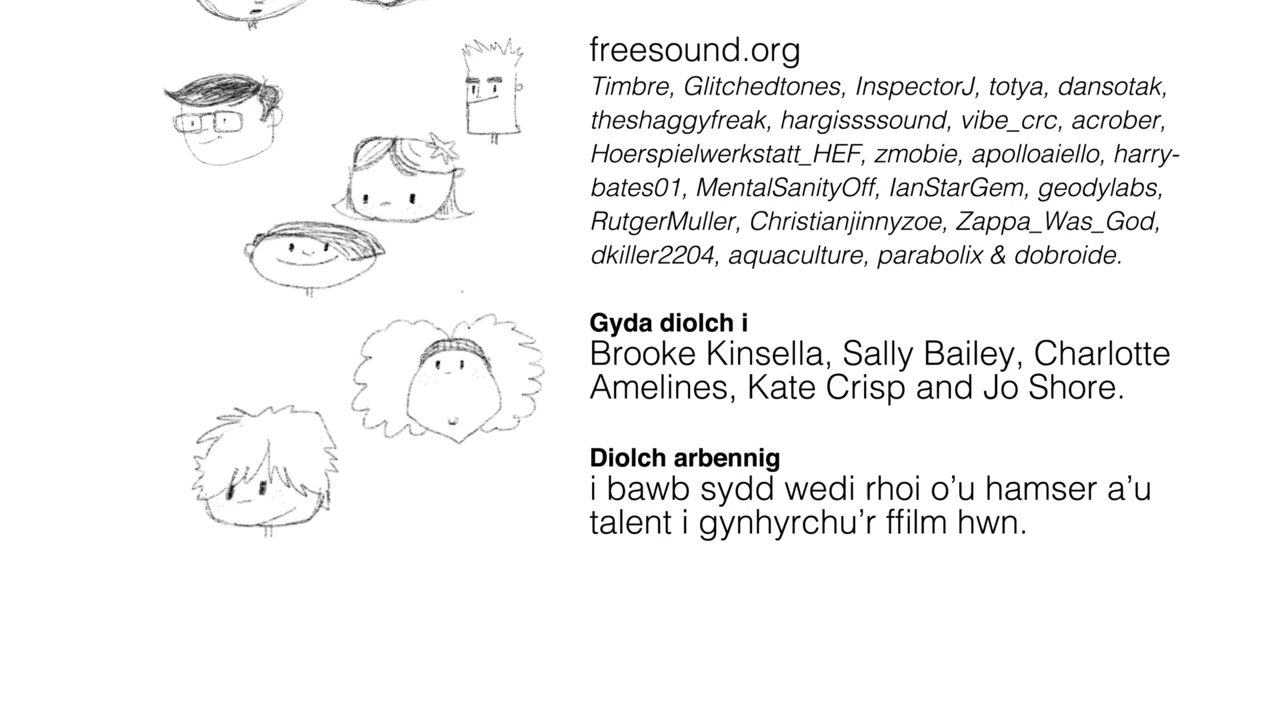 freesound.org
Timbre, Glitchedtones, InspectorJ, totya, dansotak,
theshaggyfreak, hargissssound, vibe_crc, acrober,
Hoerspielwerkstatt_HEF, zmobie, apolloaiello, harry-
bates01, MentalSanityOff, IanStarGem, geodylabs,
RutgerMuller, Christianjinnyzoe, Zappa_Was_God,
dkiller2204, aquaculture, parabolix & dobroide.
Gyda diolch i
Brooke Kinsella, Sally Bailey, Charlotte
Amelines, Kate Crisp and Jo Shore.
Diolch arbennig
i bawb sydd wedi rhoi o’u hamser a’u
talent i gynhyrchu’r ffilm hwn.